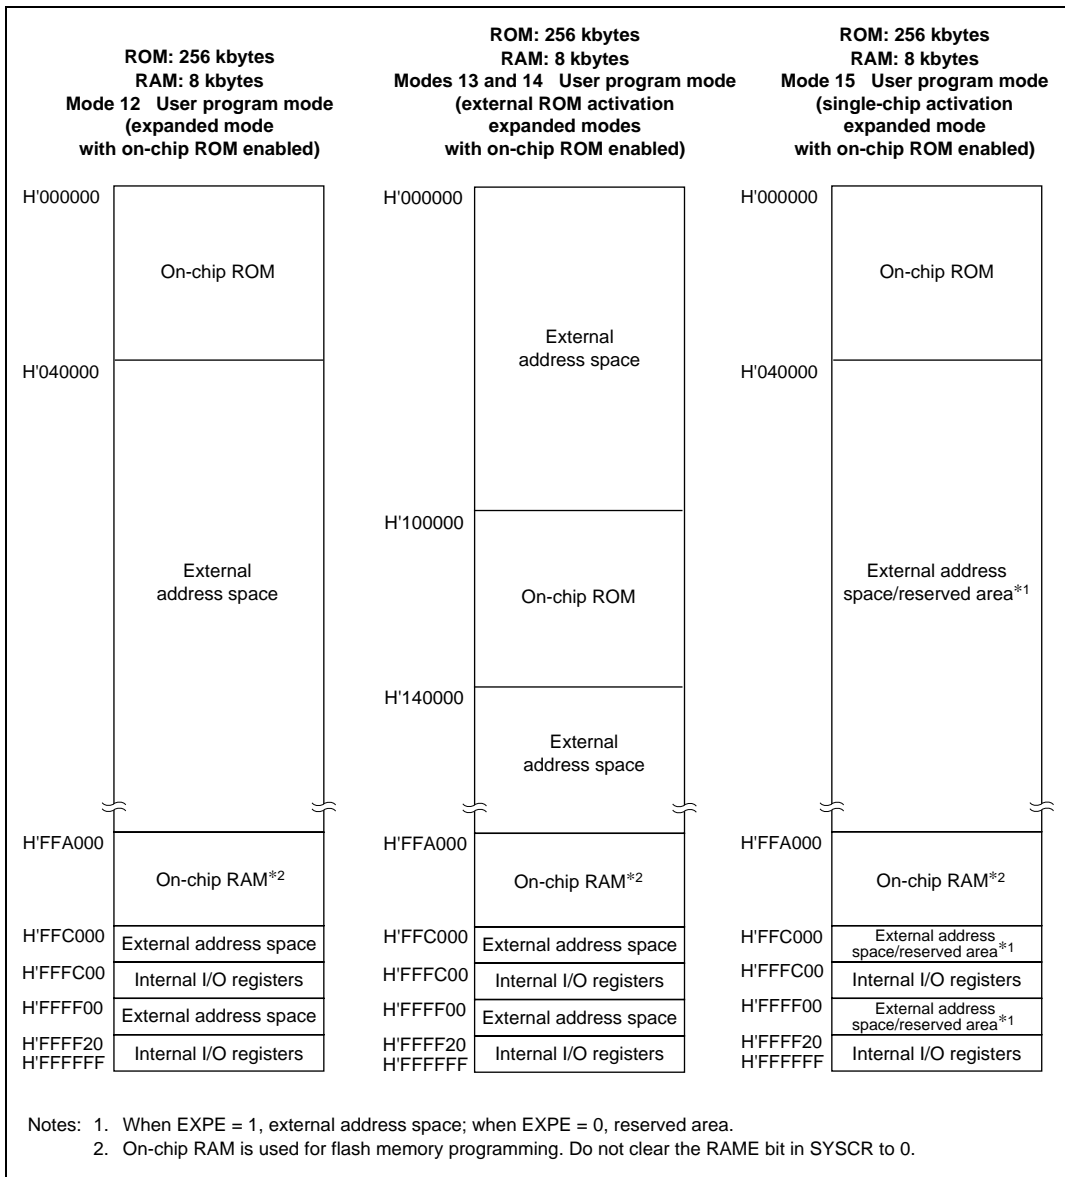 ROM: 256 kbytes
RAM: 8 kbytes
Mode 12 User program mode
(expanded mode
with on-chip ROM enabled)
H'000000
On-chip ROM
H'040000
External
address space
H'FFA000
On-chip RAM*2
H'FFC000
External address space
H'FFFC00
Internal I/O registers
H'FFFF00
External address space
H'FFFF20
Internal I/O registers
H'FFFFFF
ROM: 256 kbytes
RAM: 8 kbytes
Modes 13 and 14 User program mode
(external ROM activation
expanded modes
with on-chip ROM enabled)
H'000000
External
address space
H'100000
On-chip ROM
H'140000
External
address space
H'FFA000
On-chip RAM*2
H'FFC000
External address space
H'FFFC00
Internal I/O registers
H'FFFF00
External address space
H'FFFF20
Internal I/O registers
H'FFFFFF
ROM: 256 kbytes
RAM: 8 kbytes
Mode 15 User program mode
(single-chip activation
expanded mode
with on-chip ROM enabled)
H'000000
On-chip ROM
H'040000
External address
space/reserved area*1
H'FFA000
On-chip RAM*2
H'FFC000
External address
space/reserved area*1
H'FFFC00
Internal I/O registers
H'FFFF00
External address
space/reserved area*1
H'FFFF20
Internal I/O registers
H'FFFFFF
Notes: 1. When EXPE = 1, external address space; when EXPE = 0, reserved area.
2. On-chip RAM is used for flash memory programming. Do not clear the RAME bit in SYSCR to 0.